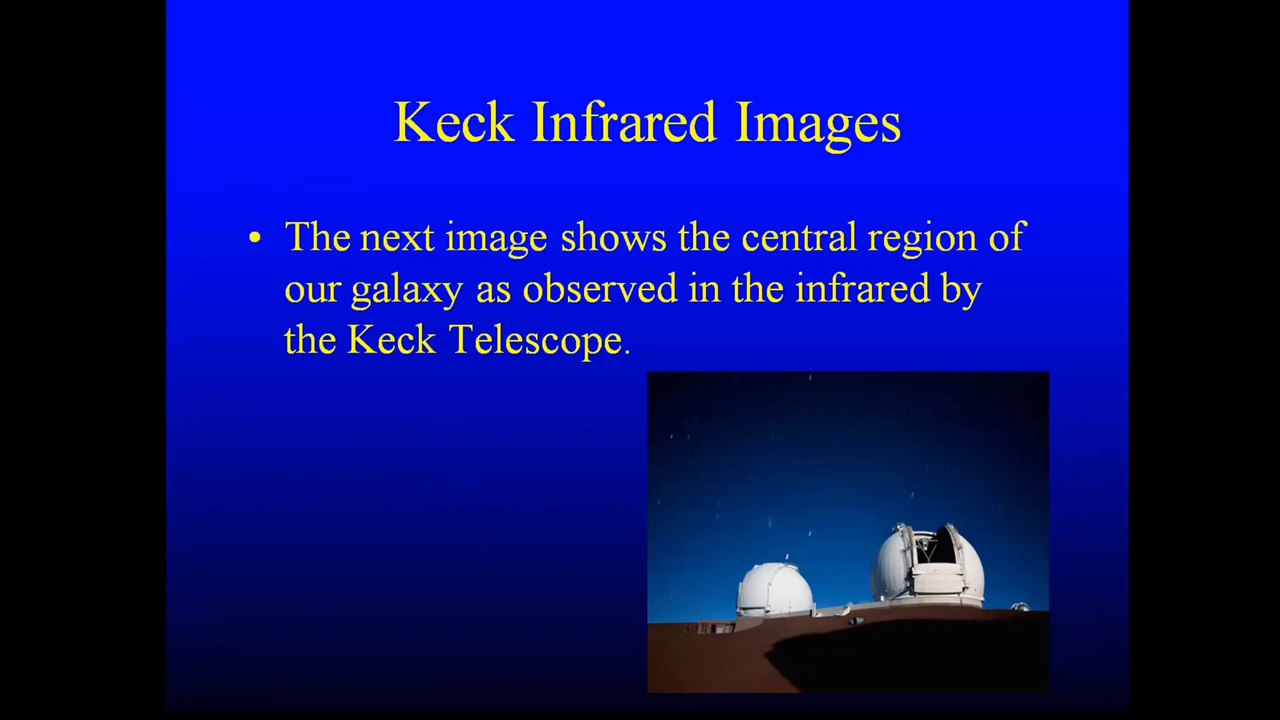 Keck Infrared Images
• The next image shows the central region of
our galaxy as observed in the infrared by
the Keck Telescope.